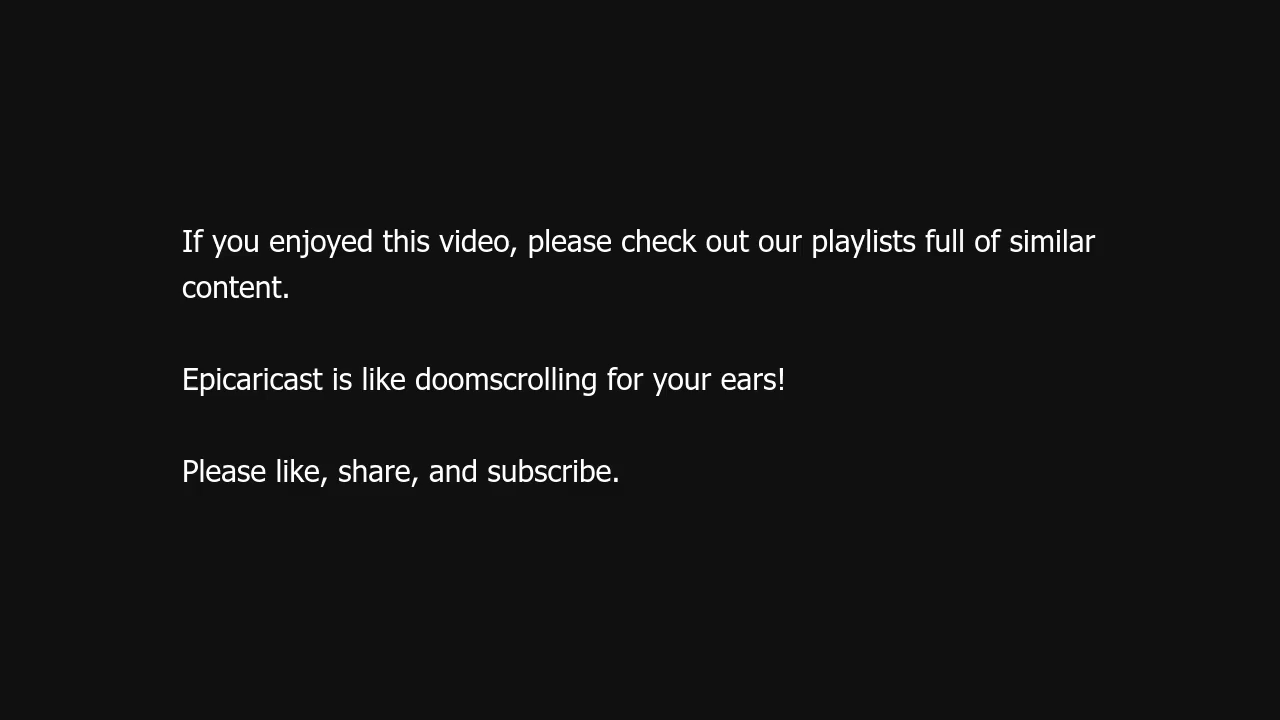 If you enjoyed this video, please check out our playlists full of similar
content.
Epicaricast is like doomscrolling for your ears!
Please like, share, and subscribe.